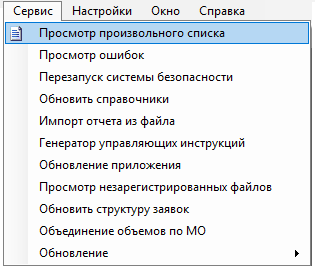 Сервис Настройки Окно Справка
Просмотр произвольного списка
Просмотр ошибок
Перезапуск системы безопасности
Обновить справочники
Импорт отчета из файла
Генератор управляющих инструкций
Обновление приложения
Просмотр незарегистрированных файлов
Обновить структуру заявок
Объединение объемов по МО
Обновление